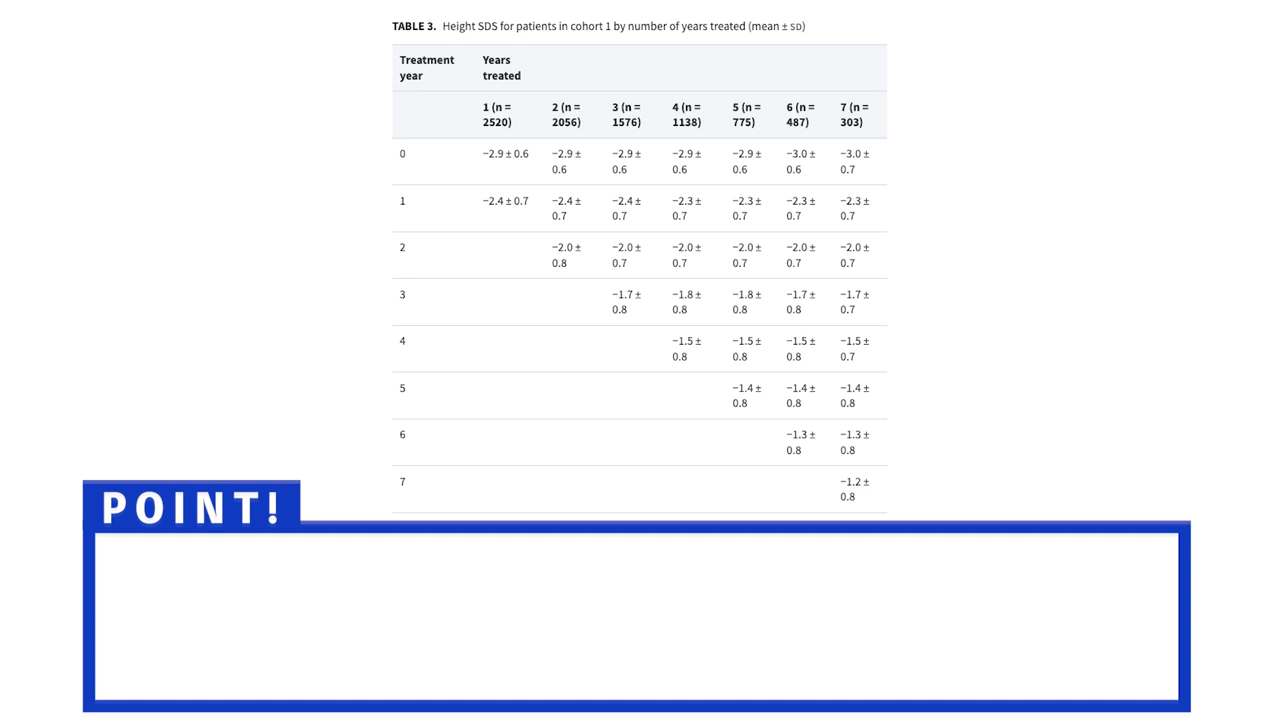 TABLE 3. Height SDS for patients in cohort 1 by number of years treated (mean ± SD)
Treatment year Years treated
1 (n = 2520) 2 (n = 2056) 3 (n = 1576) 4 (n = 1138) 5 (n = 775) 6 (n = 487) 7 (n = 303)
0 −2.9 ± 0.6 −2.9 ± 0.6 −2.9 ± 0.6 −2.9 ± 0.6 −2.9 ± 0.6 −3.0 ± 0.6 −3.0 ± 0.7
1 −2.4 ± 0.7 −2.4 ± 0.7 −2.4 ± 0.7 −2.3 ± 0.7 −2.3 ± 0.7 −2.3 ± 0.7 −2.3 ± 0.7
2 −2.0 ± 0.8 −2.0 ± 0.7 −2.0 ± 0.7 −2.0 ± 0.7 −2.0 ± 0.7 −2.0 ± 0.7
3 −1.7 ± 0.8 −1.8 ± 0.8 −1.8 ± 0.8 −1.7 ± 0.8 −1.7 ± 0.7
4 −1.5 ± 0.8 −1.5 ± 0.8 −1.5 ± 0.8 −1.5 ± 0.7
5 −1.4 ± 0.8 −1.4 ± 0.8 −1.4 ± 0.8
6 −1.3 ± 0.8 −1.3 ± 0.8
7 −1.2 ± 0.8
POINT!